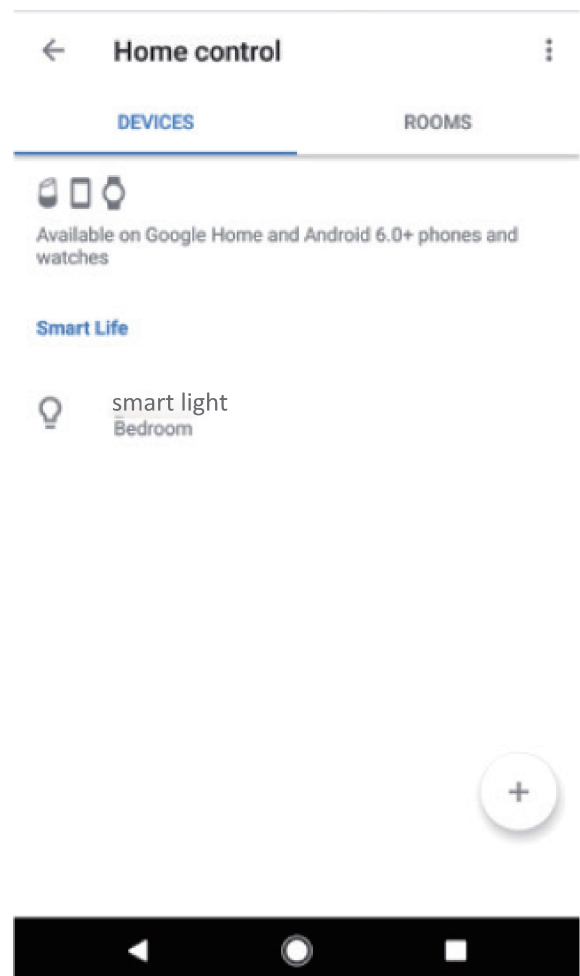 Home control
DEVICES
ROOMS
Available on Google Home and Android 6.0+ phones and
watches
Smart Life
smart light
Bedroom
+